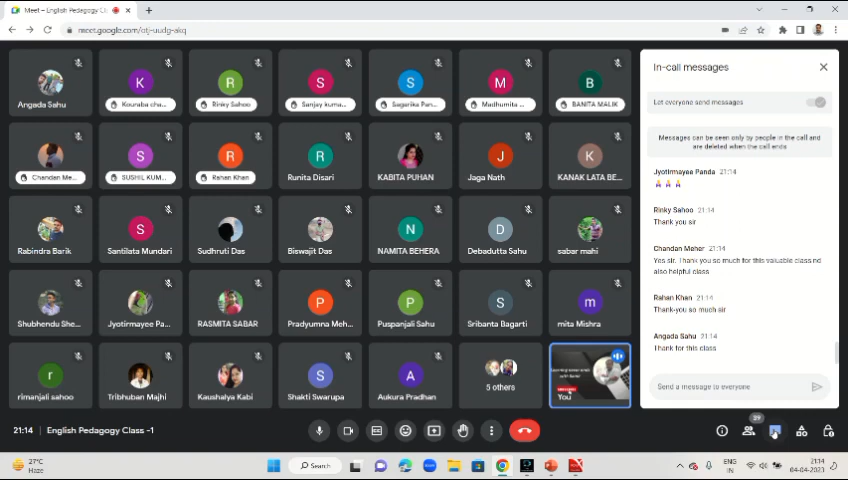 Meet – English Pedagogy Class -1
meet.google.com/otj-uudg-akq
Angada Sahu
K
Kounaba cha...
R
Rinky Sahoo
S
Sanjay kuma...
S
Sagarika Pan...
M
Madhumita ...
B
BANITA MALIK
Chandan Me...
S
SUSHIL KUM...
R
Rahan Khan
R
Runita Disari
KABITA PUHAN
J
Jaga Nath
K
KANAK LATA BE...
Rabindra Barik
S
Santilata Mundari
Sudhruti Das
Biswajit Das
N
NAMITA BEHERA
D
Debadutta Sahu
sabar mahi
Shubhendu She...
Jyotirmayee Pa...
RASMITA SABAR
P
Pradyumna Meh...
P
Puspanjali Sahu
S
Sribanta Bagarti
m
mita Mishra
r
rimanjali sahoo
Tribhuban Majhi
Kaushalya Kabi
S
Shakti Swarupa
A
Aukura Pradhan
5 others
You
In-call messages
Let everyone send messages
Messages can be seen only by people in the call and
are deleted when the call ends
Jyotirmayee Panda 21:14
Rinky Sahoo 21:14
Thank you sir
Chandan Meher 21:14
Yes sir. Thank you so much for this valuable class nd
also helpful class
Rahan Khan 21:14
Thank-you so much sir
Angada Sahu 21:14
Thank for this class
Send a message to everyone
21:14 English Pedagogy Class -1
39
27°C
Haze
Search
ENG
IN
21:14
04-04-2023